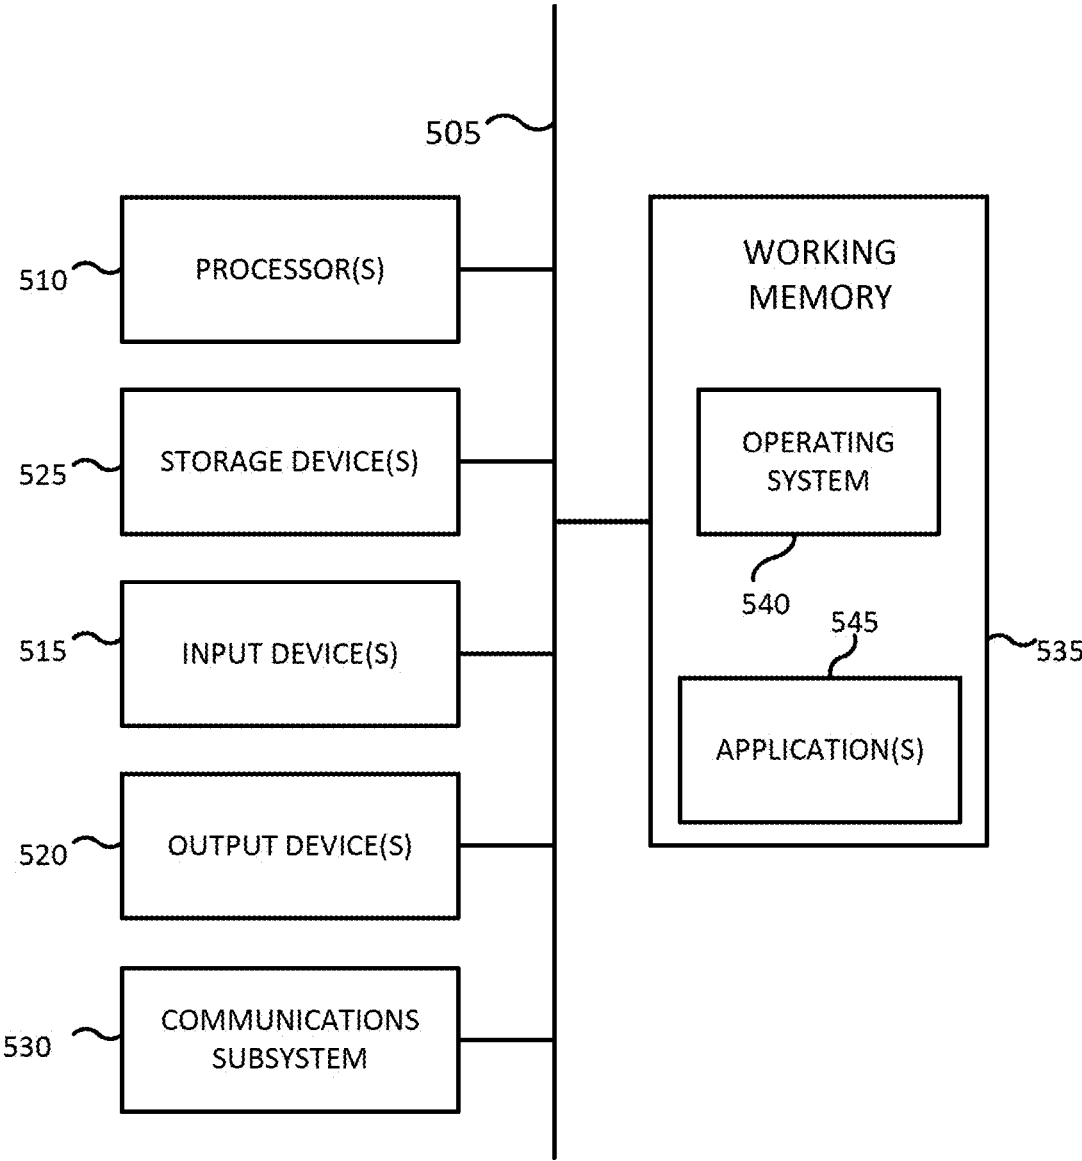 505
510
PROCESSOR(S)
525
STORAGE DEVICE(S)
515
INPUT DEVICE(S)
520
OUTPUT DEVICE(S)
530
COMMUNICATIONS
SUBSYSTEM
WORKING
MEMORY
OPERATING
SYSTEM
540
545
535
APPLICATION(S)